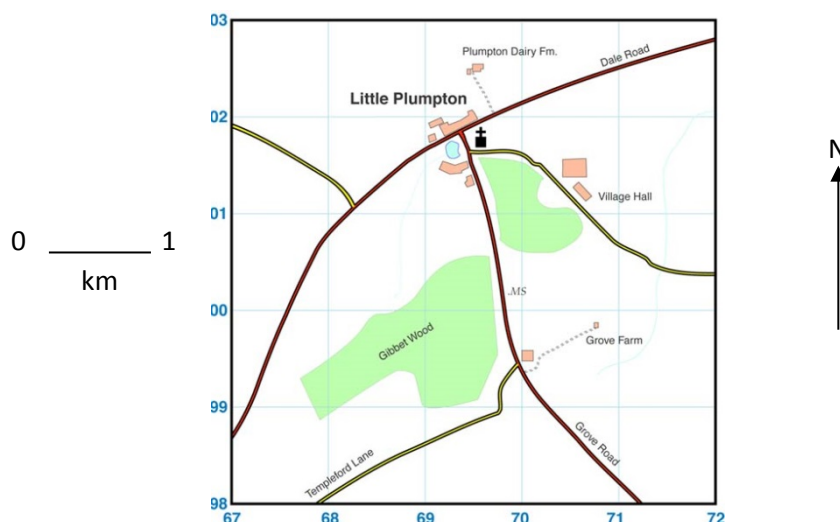 03
Plumpton Dairy Fm.
Dale Road
Little Plumpton
02
N
Village Hall
01
0 1
km
00
.MS
Gibbet Wood
Grove Farm
99
Grove Road
Templeford Lane
98
67 68 69 70 71 72